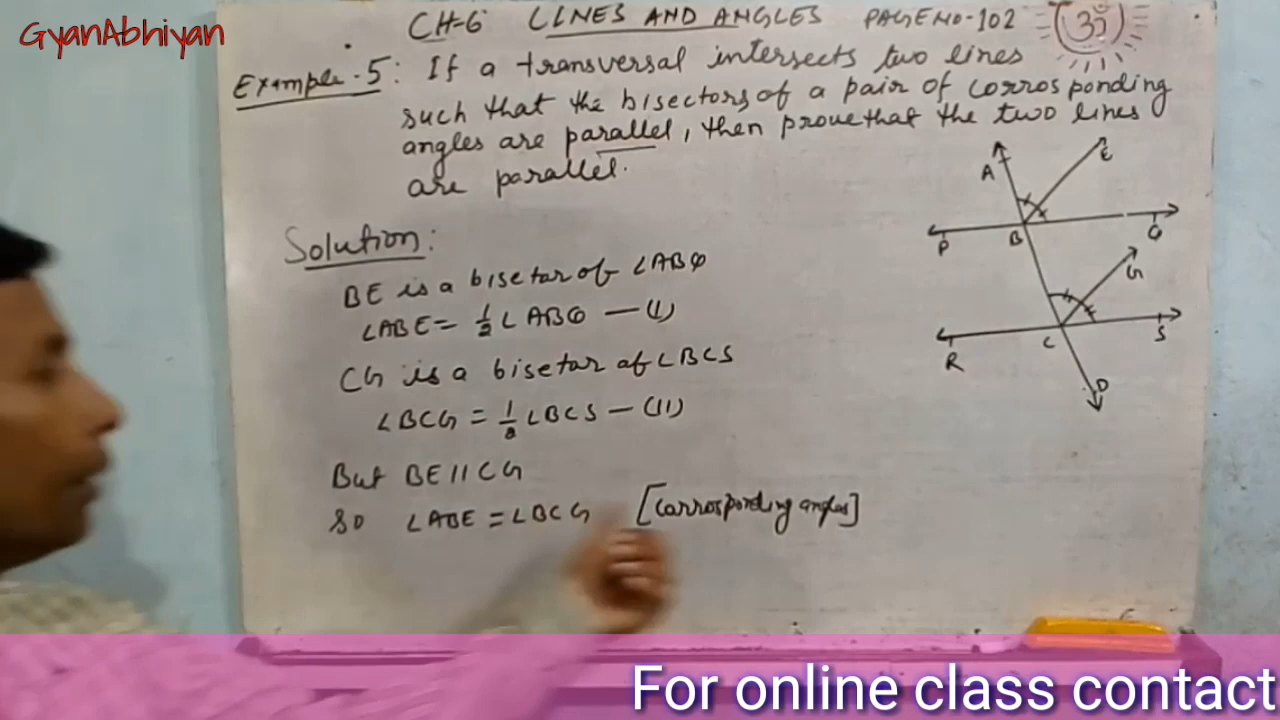 GyanAbhiyan
CH-6 LINES AND ANGLES PAGE NO-102
Example-5: If a transversal intersects two lines
such that the bisectors of a pair of corrosponding
angles are parallel, then prove that the two lines
are parallel.
Solution:
BE is a bisetar of ∠ABQ
∠ABE = 1/2 ∠ABQ — (I)
CG is a bisetar of ∠BCS
∠BCG = 1/2 ∠BCS — (II)
But BE || CG
So ∠ABE = ∠BCG [Corrosponding angles]
A
E
P
B
Q
G
R
C
S
D
For online class contact